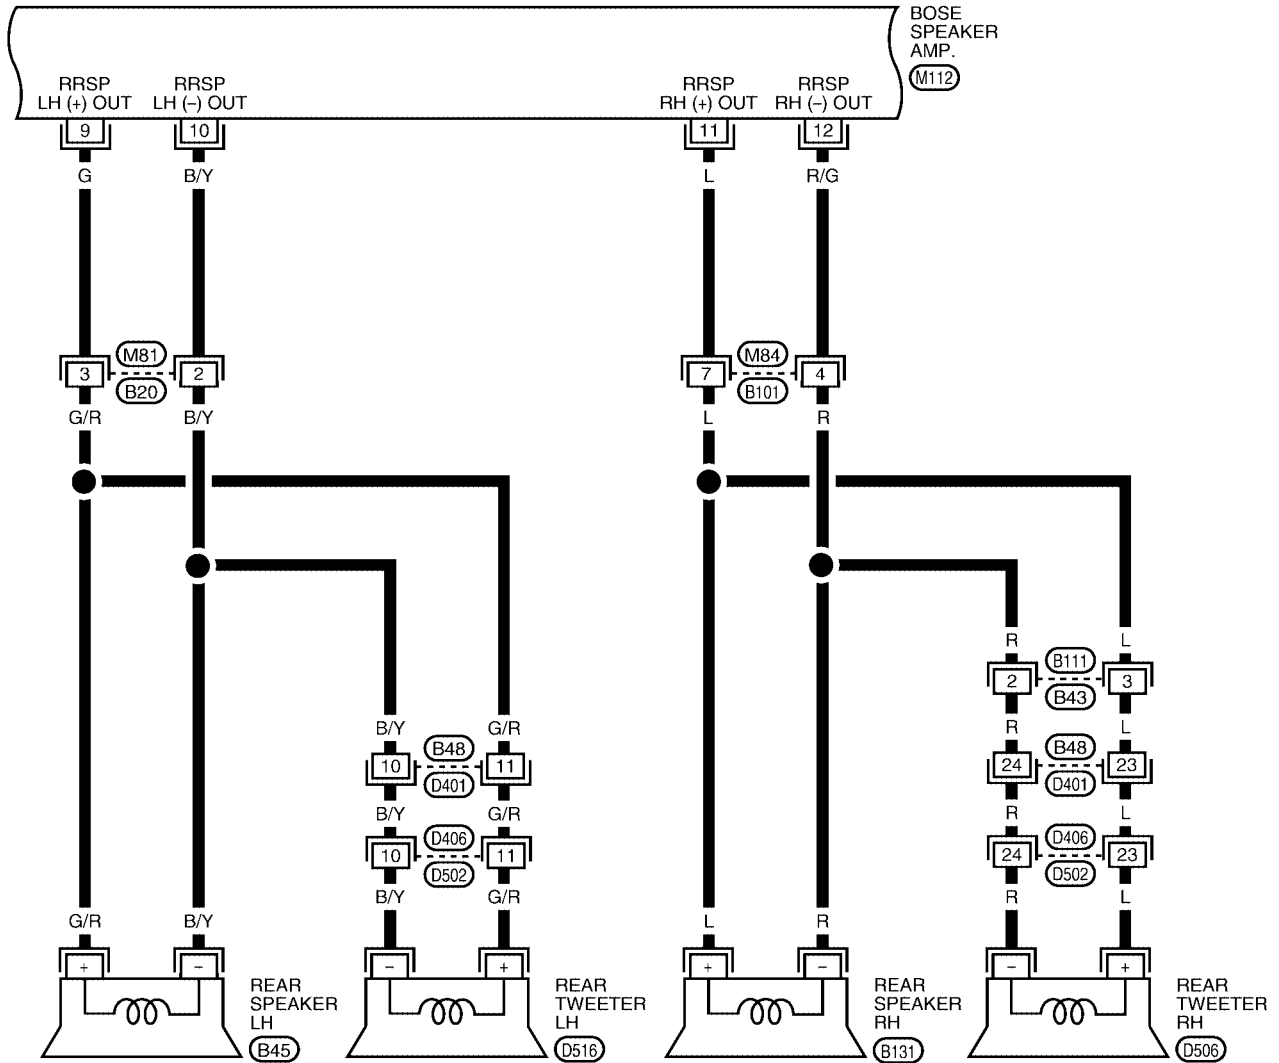 BOSE
SPEAKER
AMP.
M112
RRSP RRSP RRSP RRSP
LH (+) OUT LH (–) OUT RH (+) OUT RH (–) OUT
9 10 11 12
G B/Y L R/G
M81 M84
3 2 7 4
B20 B101
G/R B/Y L R
R L
B111
2 3
B43
B/Y G/R R L
B48 B48
10 11 24 23
D401 D401
B/Y G/R R L
D406 D406
10 11 24 23
D502 D502
B/Y G/R R L
G/R B/Y L R
+ – – + + – – +
REAR REAR REAR REAR
SPEAKER TWEETER SPEAKER TWEETER
LH LH RH RH
B45 D516 B131 D506